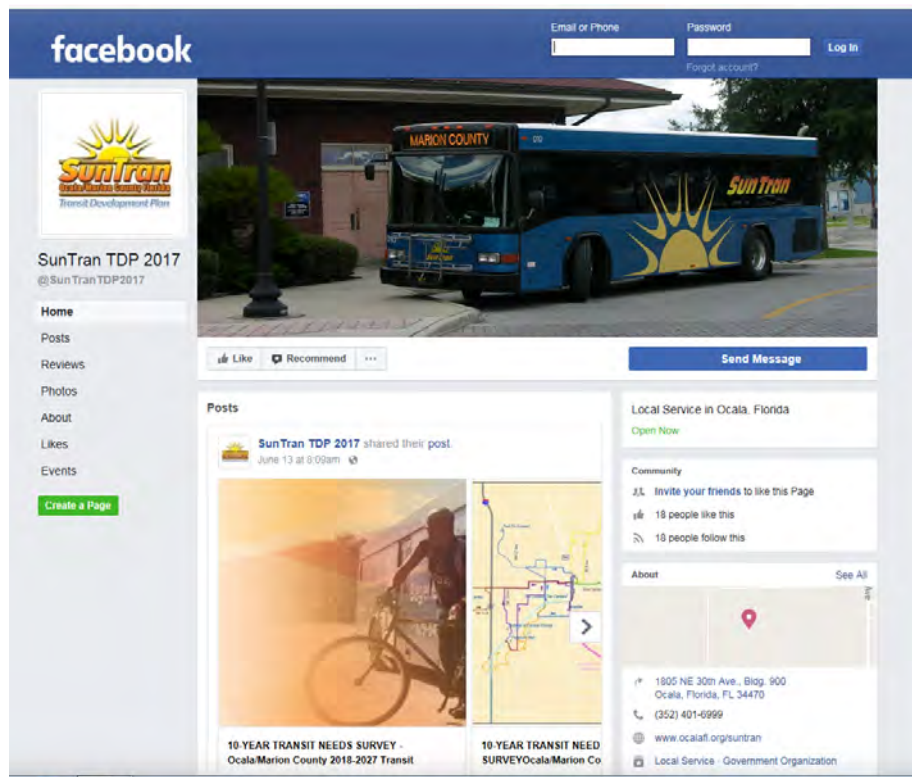 facebook
Email or Phone
Password
Log In
Forgot account?
SunTran
Ocala/Marion County Florida
Transit Development Plan
MARION COUNTY
SunTran
SunTran TDP 2017
@SunTranTDP2017
Home
Posts
Reviews
Photos
About
Likes
Events
Create a Page
Like
Recommend
...
Send Message
Posts
SunTran TDP 2017 shared their post.
June 13 at 8:09am
10-YEAR TRANSIT NEEDS SURVEY -
Ocala/Marion County 2018-2027 Transit
10-YEAR TRANSIT NEED
SURVEYOcala/Marion Co
Local Service in Ocala, Florida
Open Now
Community
Invite your friends to like this Page
18 people like this
18 people follow this
About
See All
1805 NE 30th Ave., Bldg. 900
Ocala, Florida, FL 34470
(352) 401-6999
www.ocalafl.org/suntran
Local Service · Government Organization